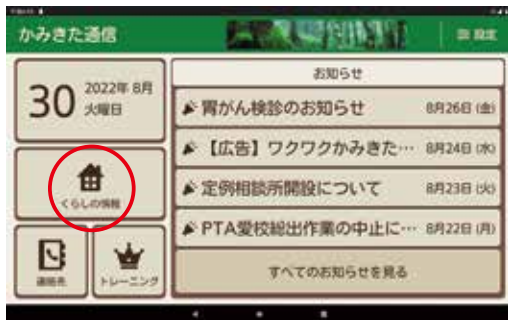 かみきた通信
設定
30
2022年 8月
火曜日
お知らせ
胃がん検診のお知らせ 8月26日 (金)
【広告】ワクワクかみきた… 8月24日 (水)
定例相談所開設について 8月23日 (火)
PTA愛校総出作業の中止に… 8月22日 (月)
すべてのお知らせを見る
くらしの情報
連絡先
トレーニング